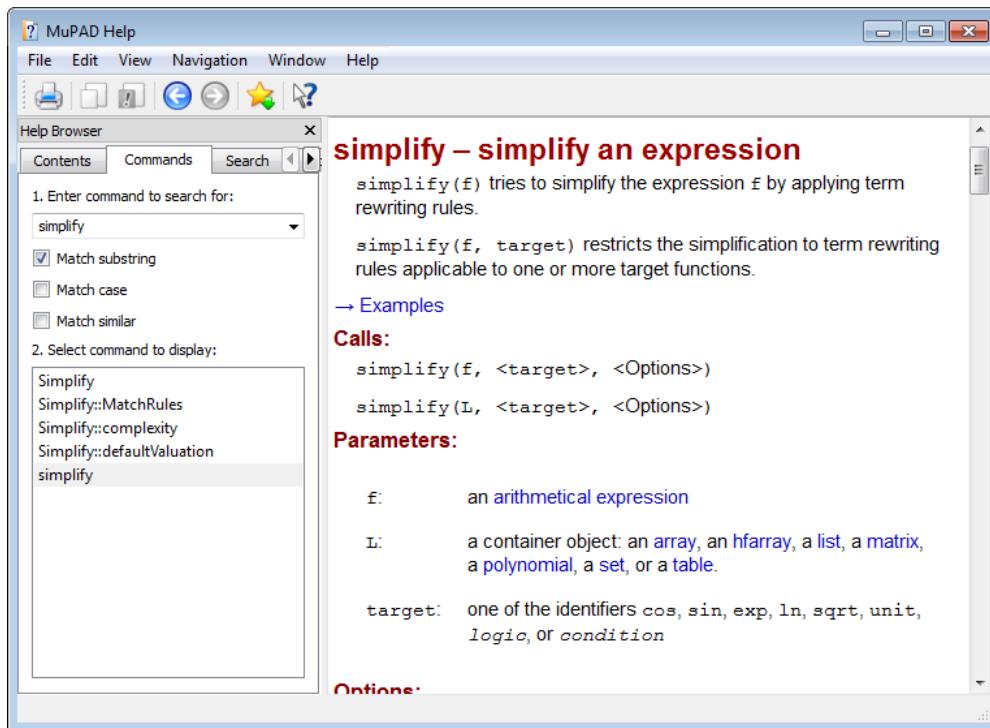 MuPAD Help
File Edit View Navigation Window Help
Help Browser
Contents Commands Search
1. Enter command to search for:
simplify
Match substring
Match case
Match similar
2. Select command to display:
Simplify
Simplify::MatchRules
Simplify::complexity
Simplify::defaultValuation
simplify
simplify – simplify an expression
simplify(f) tries to simplify the expression f by applying term
rewriting rules.
simplify(f, target) restricts the simplification to term rewriting
rules applicable to one or more target functions.
→ Examples
Calls:
simplify(f, <target>, <Options>)
simplify(L, <target>, <Options>)
Parameters:
f: an arithmetical expression
L: a container object: an array, an hfarray, a list, a matrix,
a polynomial, a set, or a table.
target: one of the identifiers cos, sin, exp, ln, sqrt, unit,
logic, or condition
Options: